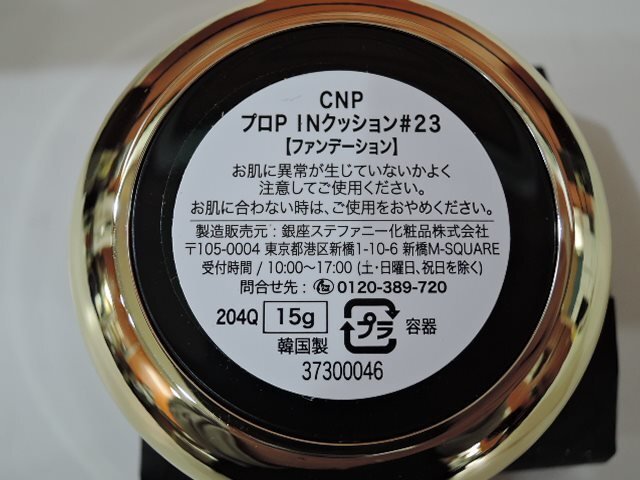 CNP
プロP INクッション#23
【ファンデーション】
お肌に異常が生じていないかよく
注意してご使用ください。
お肌に合わない時は、ご使用をおやめください。
製造販売元：銀座ステファニー化粧品株式会社
〒105-0004 東京都港区新橋1-10-6 新橋M-SQUARE
受付時間 / 10:00〜17:00 (土・日曜日、祝日を除く)
問合せ先：0120-389-720
204Q 15g プラ 容器
韓国製
37300046